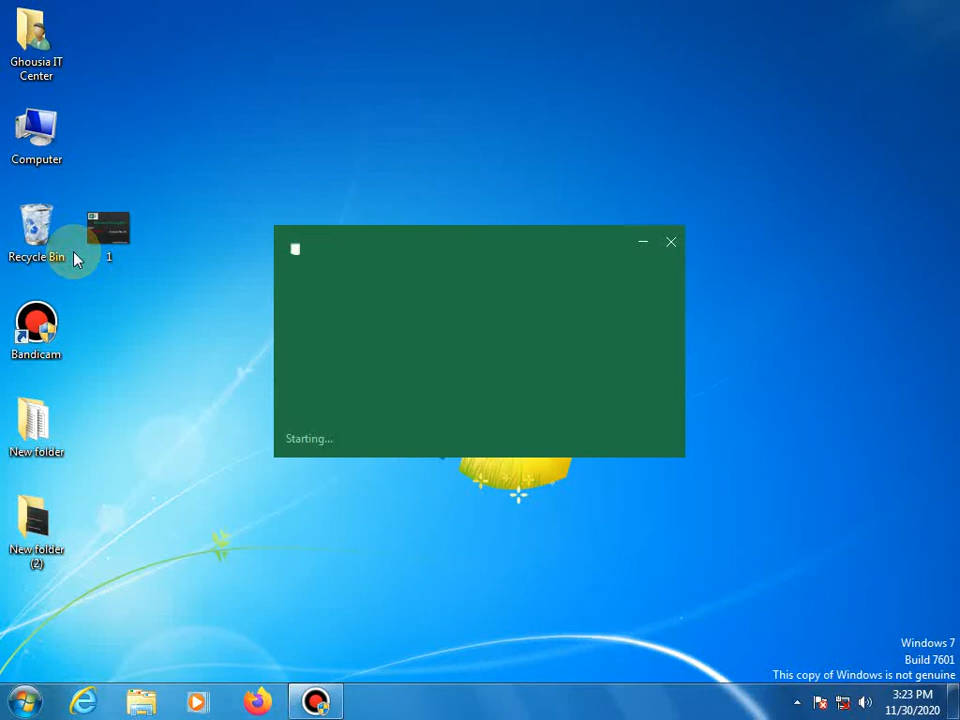 Ghousia IT
Center
Computer
Recycle Bin
1
Bandicam
New folder
New folder
(2)
Starting...
Windows 7
Build 7601
This copy of Windows is not genuine
3:23 PM
11/30/2020